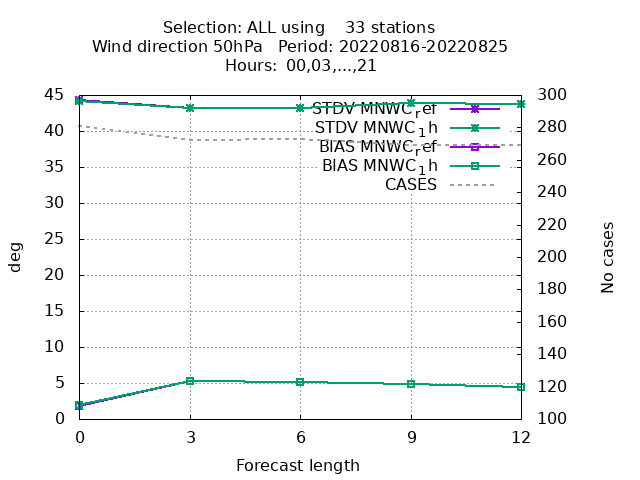 Selection: ALL using    33 stations
Wind direction 50hPa   Period: 20220816-20220825
Hours:  00,03,...,21
45
40
35
30
25
20
15
10
5
0
deg
300
280
260
240
220
200
180
160
140
120
100
No cases
STDV MNWC_ref
STDV MNWC_1h
BIAS MNWC_ref
BIAS MNWC_1h
CASES
0 3 6 9 12
Forecast length